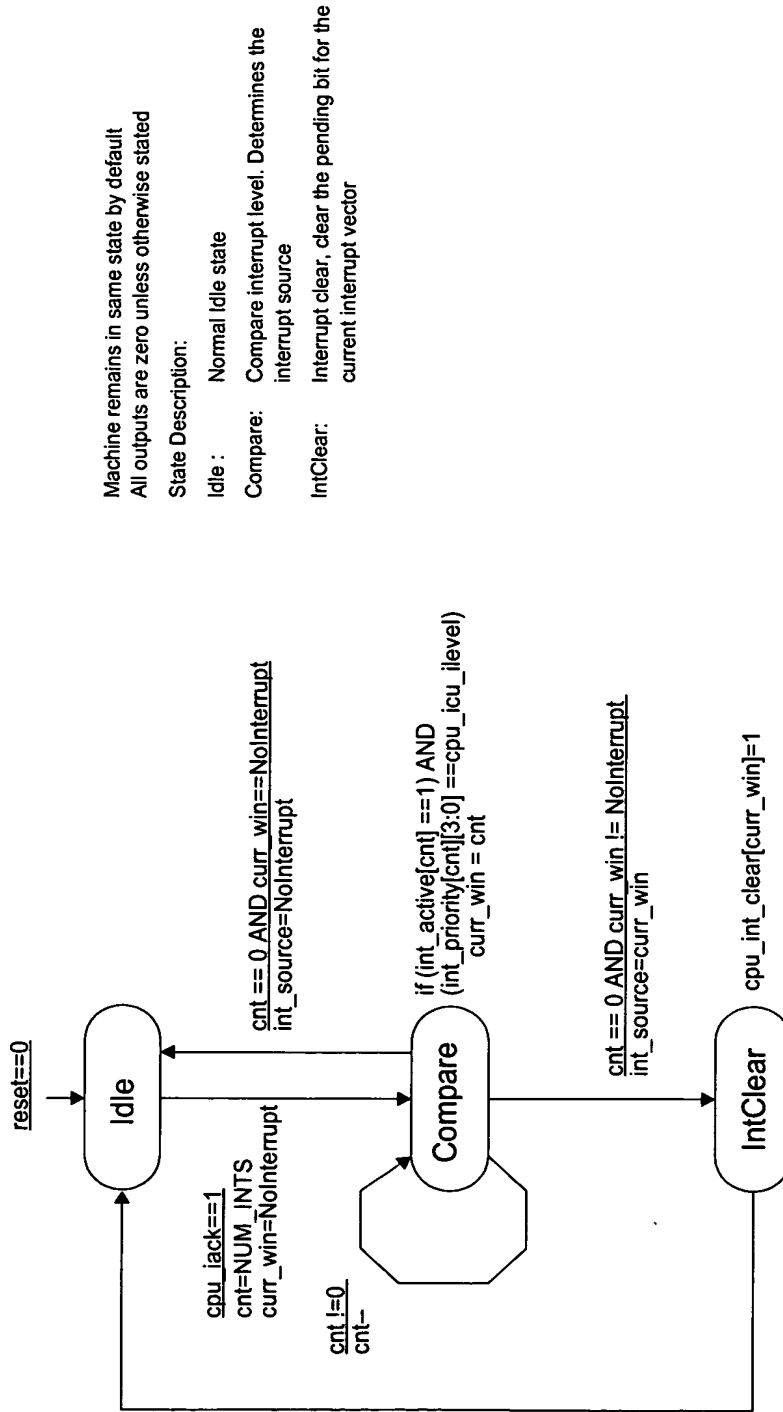 reset==0
Idle
cpu_iack==1
cnt=NUM_INTS
curr_win=NoInterrupt
cnt == 0 AND curr_win==NoInterrupt
int_source=NoInterrupt
cnt !=0
cnt--
Compare
if (int_active[cnt] ==1) AND
(int_priority[cnt][3:0] ==cpu_icu_ilevel)
curr_win = cnt
cnt == 0 AND curr_win != NoInterrupt
int_source=curr_win
IntClear
cpu_int_clear[curr_win]=1
Machine remains in same state by default
All outputs are zero unless otherwise stated
State Description:
Idle : Normal Idle state
Compare: Compare interrupt level. Determines the
interrupt source
IntClear: Interrupt clear, clear the pending bit for the
current interrupt vector